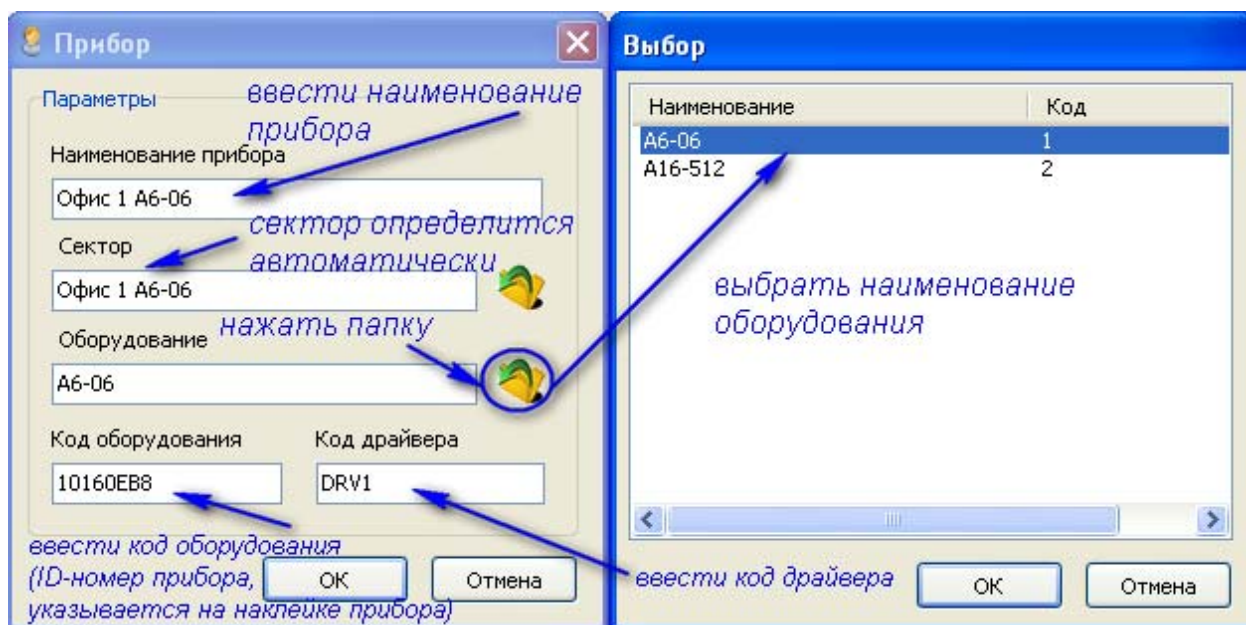 Прибор
Параметры
ввести наименование
прибора
Наименование прибора
Офис 1 А6-06
сектор определится
автоматически
Сектор
Офис 1 А6-06
нажать папку
Оборудование
А6-06
Код оборудования
Код драйвера
10160EB8
DRV1
ввести код оборудования
(ID-номер прибора,
указывается на наклейке прибора)
ОК
Отмена
Выбор
Наименование
Код
А6-06
1
А16-512
2
выбрать наименование
оборудования
ввести код драйвера
ОК
Отмена